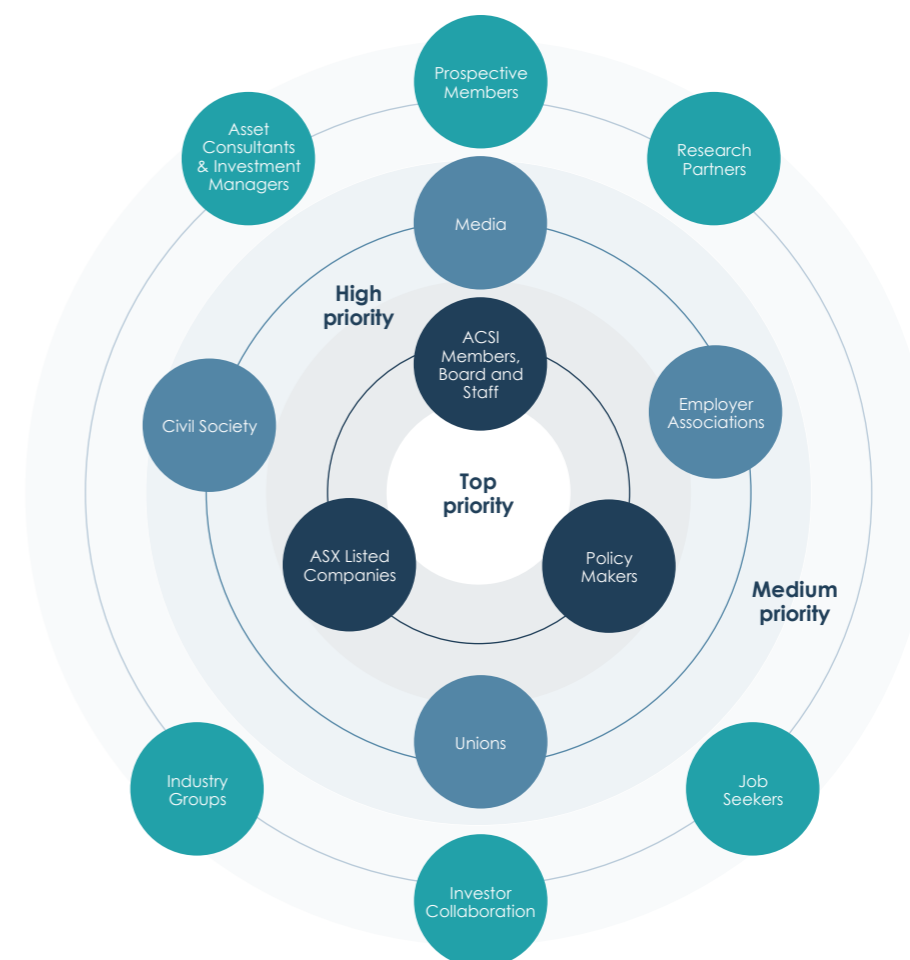 Prospective
Members
Asset
Consultants
& Investment
Managers
Research
Partners
Media
High
priority
ACSI
Members,
Board and
Staff
Civil Society
Employer
Associations
Top
priority
ASX Listed
Companies
Policy
Makers
Medium
priority
Unions
Industry
Groups
Job
Seekers
Investor
Collaboration